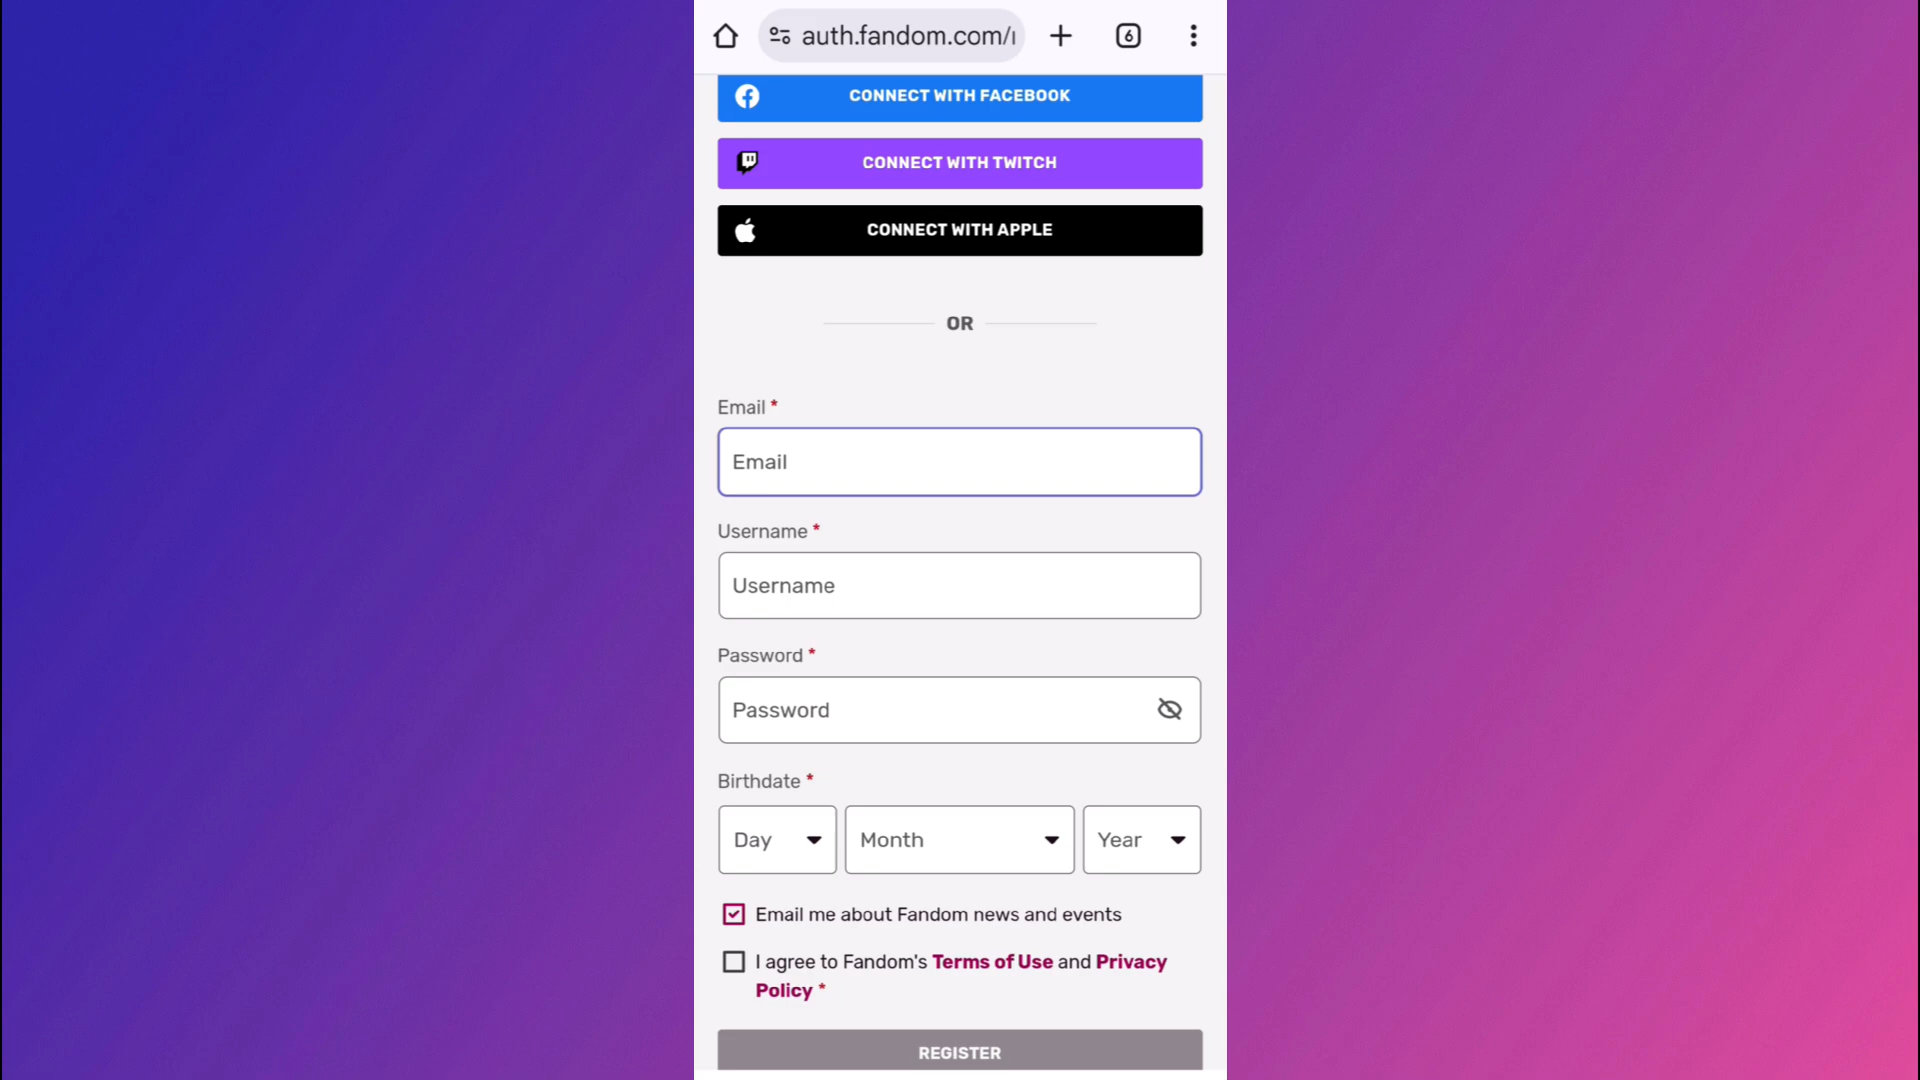 auth.fandom.com/
6
CONNECT WITH FACEBOOK
CONNECT WITH TWITCH
CONNECT WITH APPLE
OR
Email *
Email
Username *
Username
Password *
Password
Birthdate *
Day
Month
Year
Email me about Fandom news and events
I agree to Fandom's Terms of Use and Privacy
Policy *
REGISTER